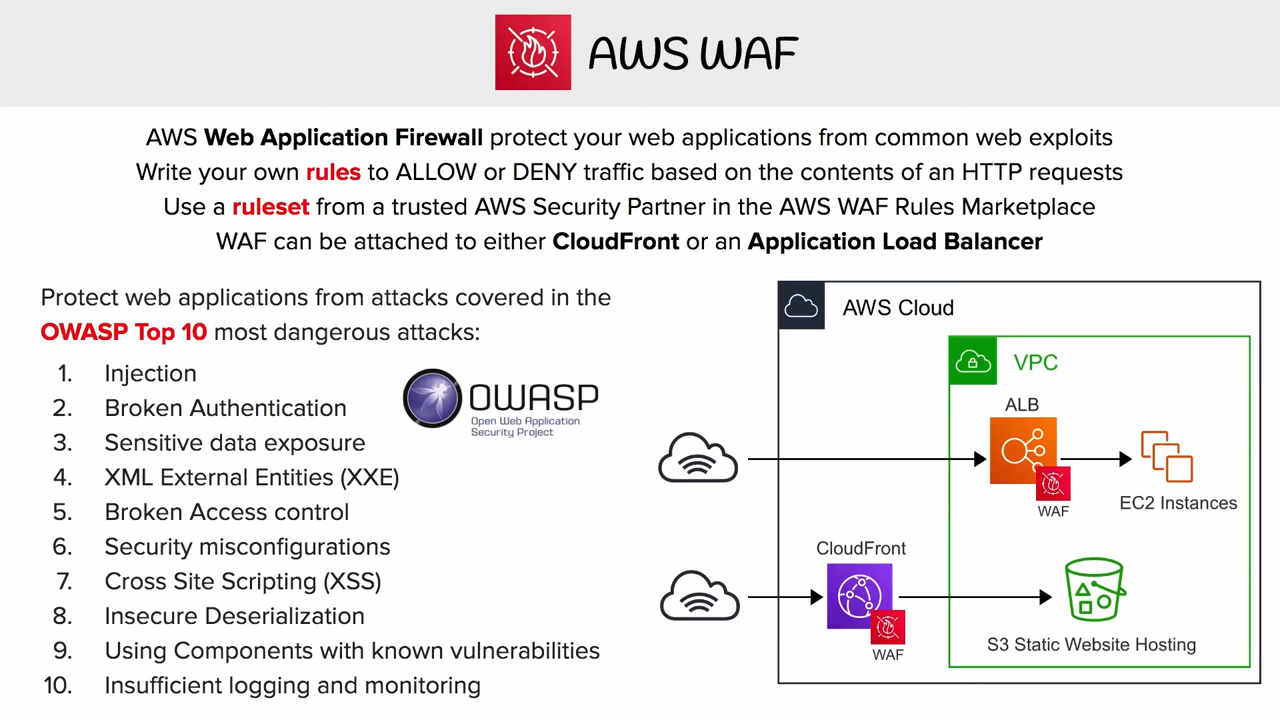 AWS WAF
AWS Web Application Firewall protect your web applications from common web exploits
Write your own rules to ALLOW or DENY traffic based on the contents of an HTTP requests
Use a ruleset from a trusted AWS Security Partner in the AWS WAF Rules Marketplace
WAF can be attached to either CloudFront or an Application Load Balancer
Protect web applications from attacks covered in the
OWASP Top 10 most dangerous attacks:
1. Injection
2. Broken Authentication
3. Sensitive data exposure
4. XML External Entities (XXE)
5. Broken Access control
6. Security misconfigurations
7. Cross Site Scripting (XSS)
8. Insecure Deserialization
9. Using Components with known vulnerabilities
10. Insufficient logging and monitoring
OWASP
Open Web Application
Security Project
AWS Cloud
VPC
ALB
WAF
EC2 Instances
CloudFront
WAF
S3 Static Website Hosting